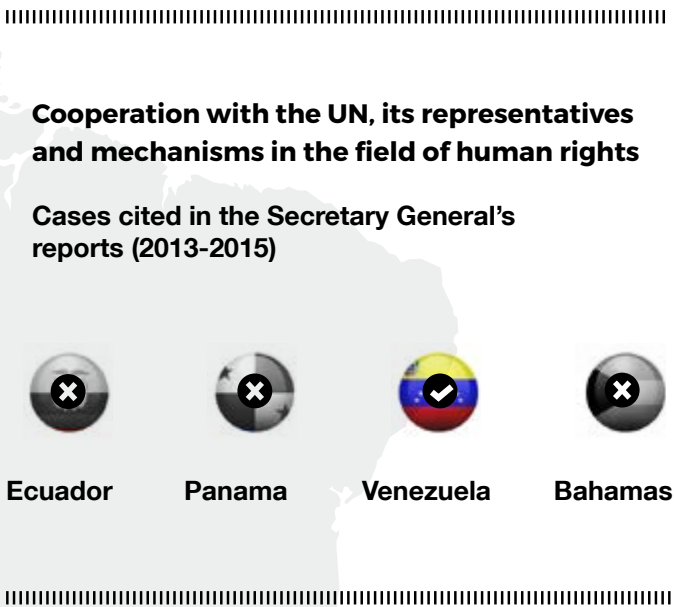 Cooperation with the UN, its representatives
and mechanisms in the field of human rights
Cases cited in the Secretary General's
reports (2013-2015)
Ecuador Panama Venezuela Bahamas